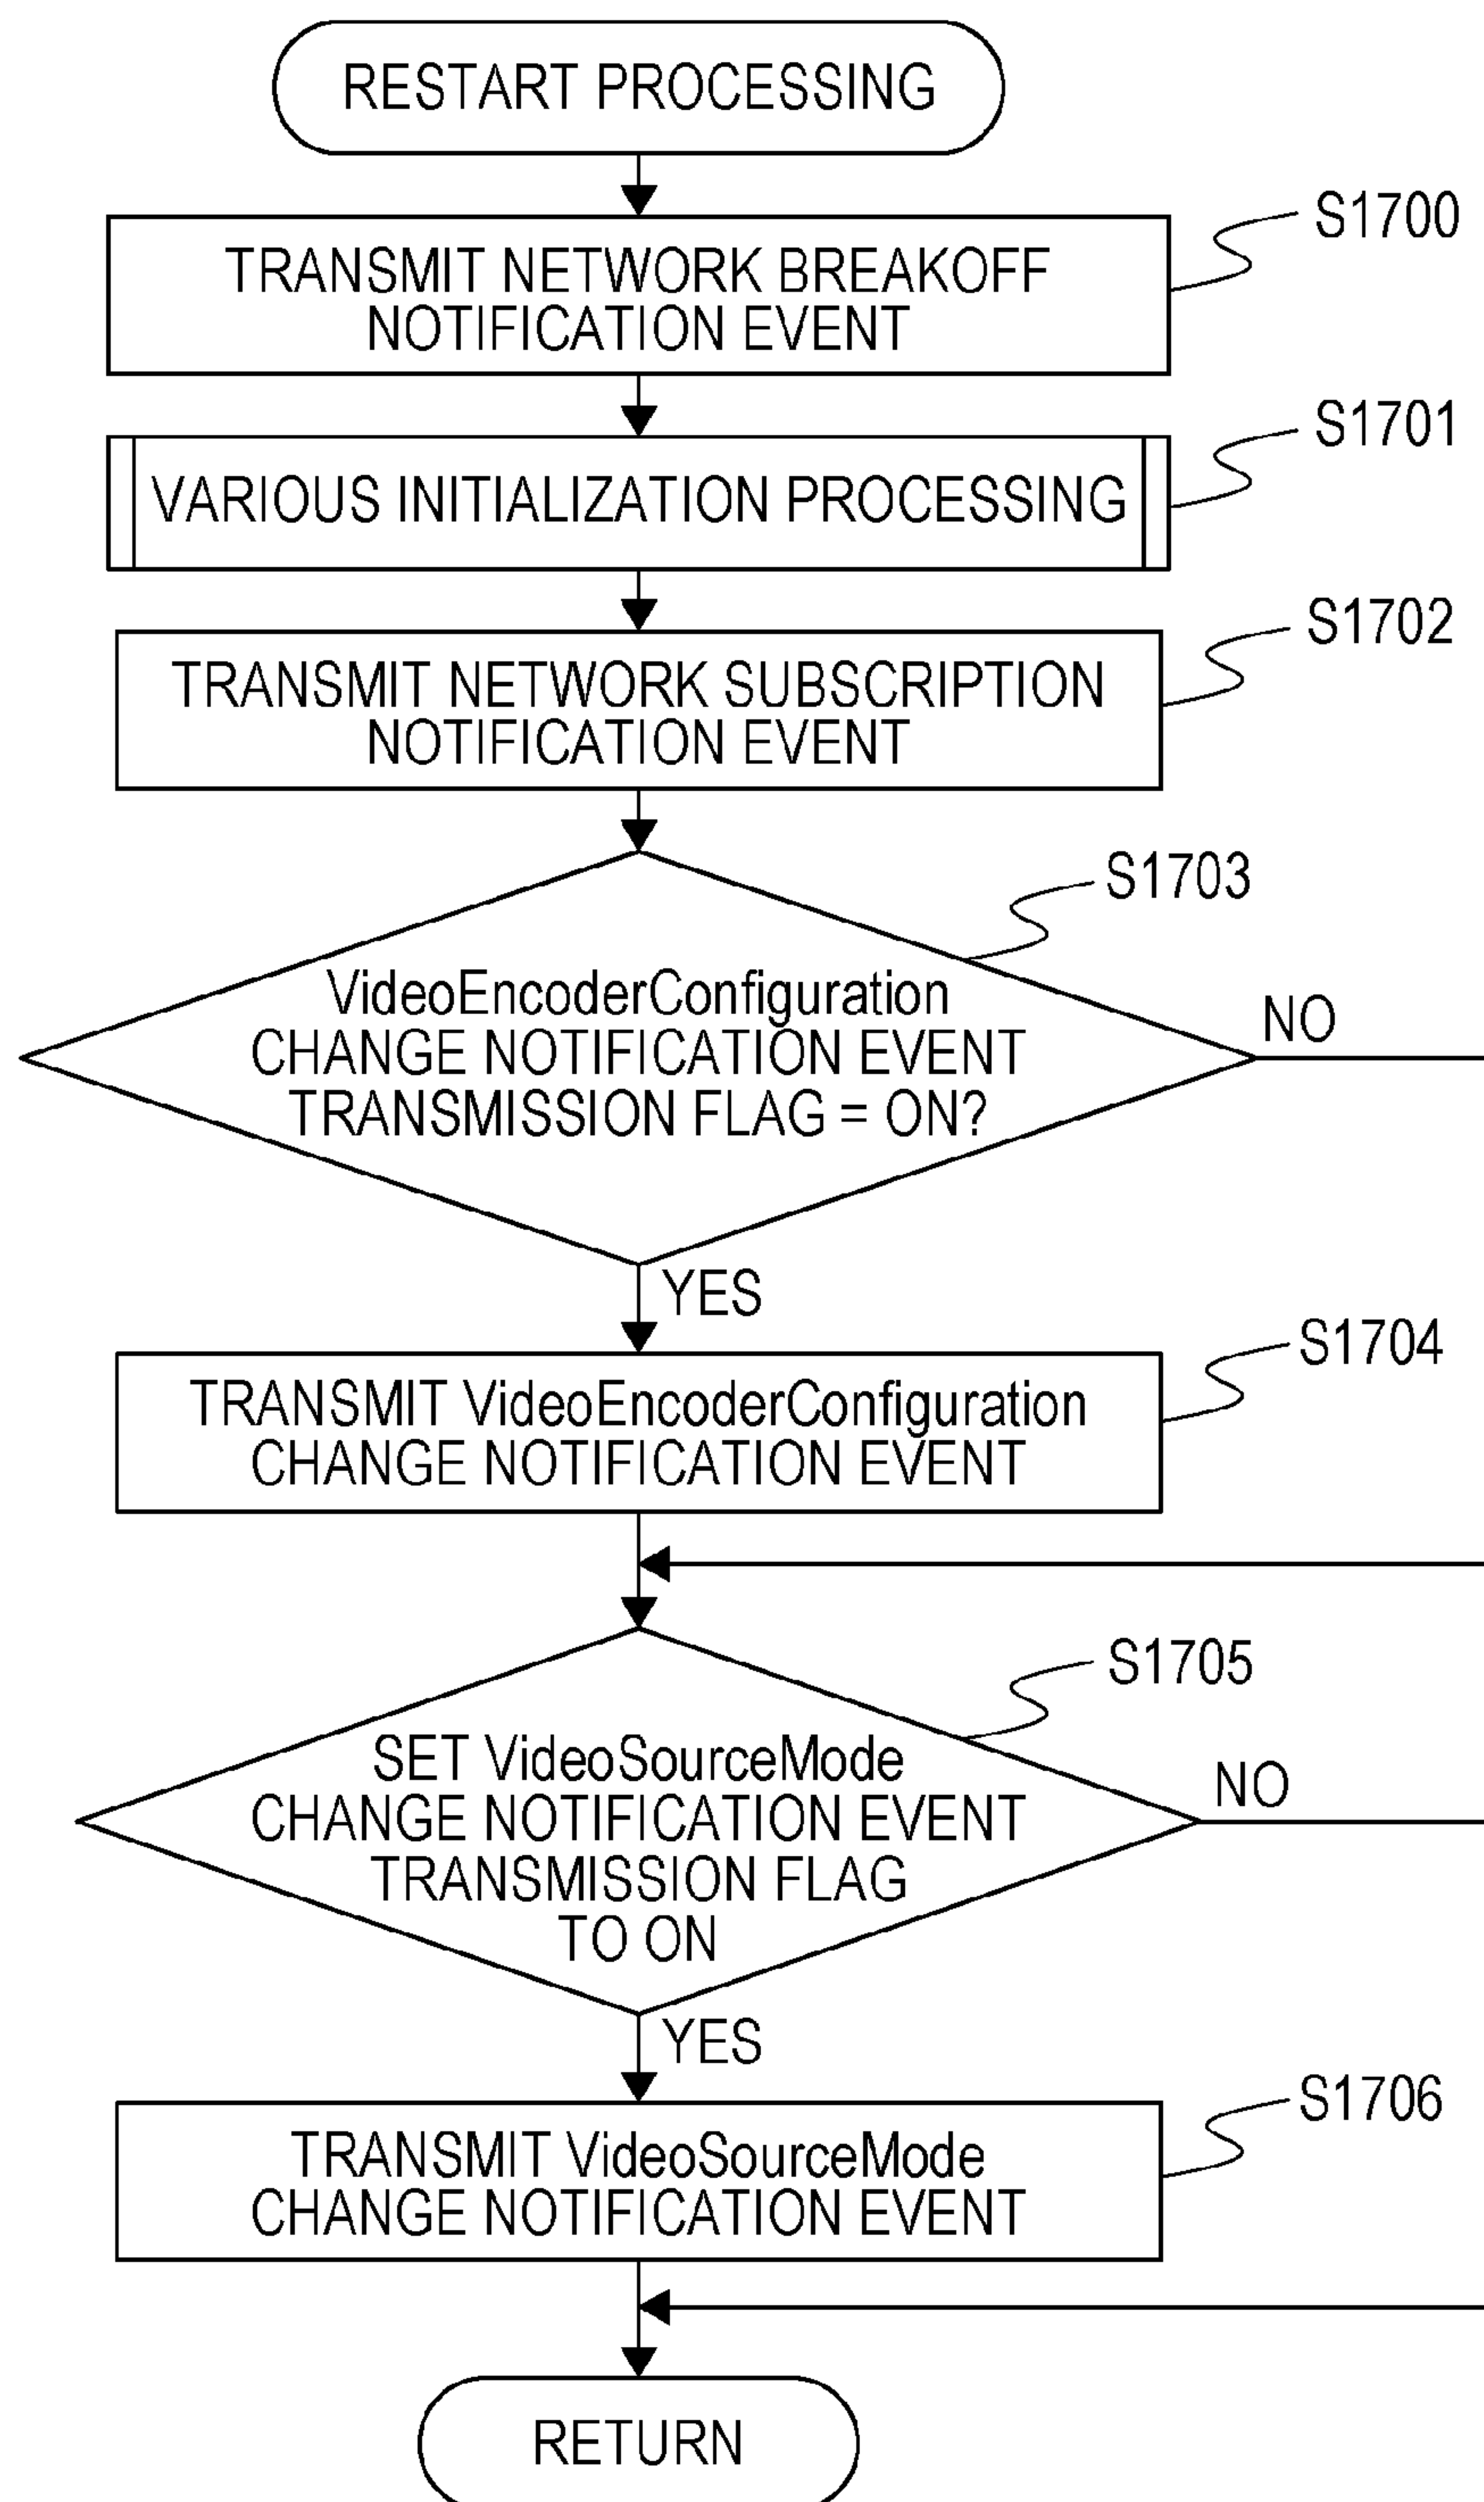 RESTART PROCESSING
S1700
TRANSMIT NETWORK BREAKOFF
NOTIFICATION EVENT
S1701
VARIOUS INITIALIZATION PROCESSING
S1702
TRANSMIT NETWORK SUBSCRIPTION
NOTIFICATION EVENT
S1703
VideoEncoderConfiguration
CHANGE NOTIFICATION EVENT
TRANSMISSION FLAG = ON?
NO
YES
S1704
TRANSMIT VideoEncoderConfiguration
CHANGE NOTIFICATION EVENT
S1705
SET VideoSourceMode
CHANGE NOTIFICATION EVENT
TRANSMISSION FLAG
TO ON
NO
YES
S1706
TRANSMIT VideoSourceMode
CHANGE NOTIFICATION EVENT
RETURN